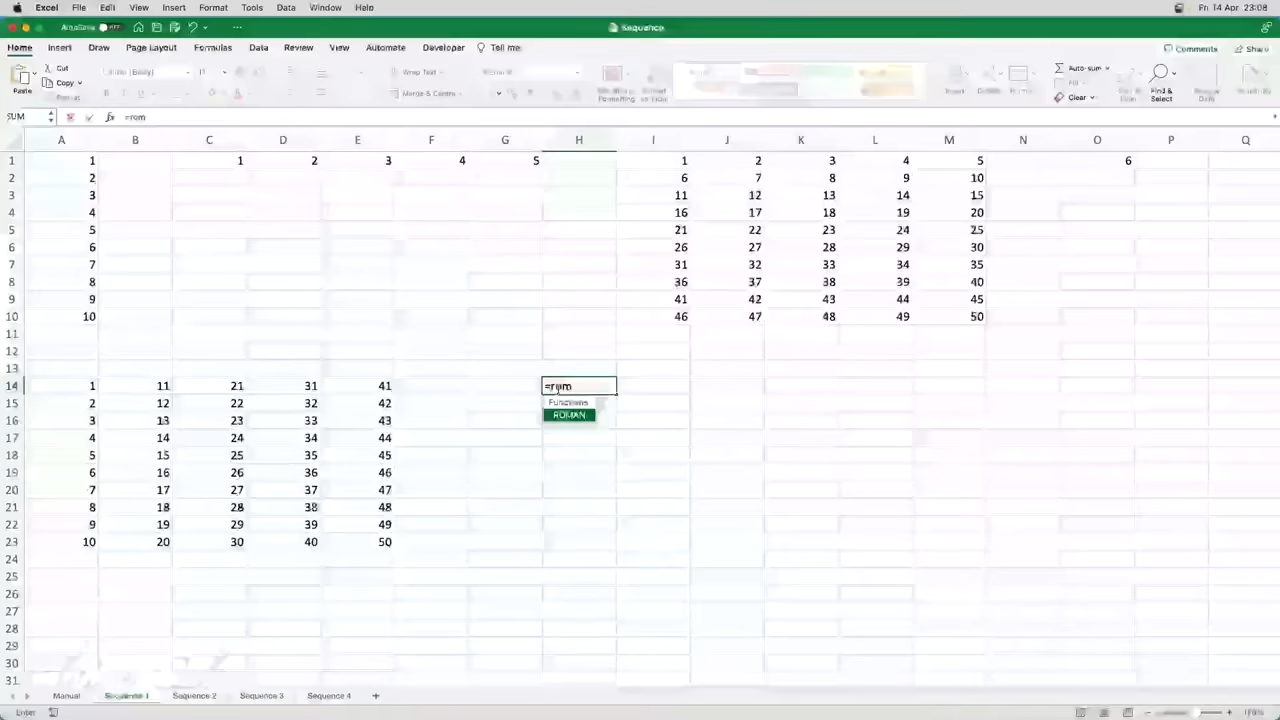 Excel File Edit View Insert Format Tools Data Window Help Fri 14 Apr 23:08
AutoSave OFF Sequence
Home Insert Draw Page Layout Formulas Data Review View Automate Developer Tell me Comments Share
Paste Cut Copy Format Wrap Text Merge & Centre Formatting Auto-sum Fill Clear Find & Select
SUM fx =rom
A B C D E F G H I J K L M N O P Q
1 1 1 2 3 4 5 1 2 3 4 5 6
2 2 6 7 8 9 10
3 3 11 12 13 14 15
4 4 16 17 18 19 20
5 5 21 22 23 24 25
6 6 26 27 28 29 30
7 7 31 32 33 34 35
8 8 36 37 38 39 40
9 9 41 42 43 44 45
10 10 46 47 48 49 50
11
12
13
14 1 11 21 31 41 =rom
15 2 12 22 32 42 Functions
ROMAN
16 3 13 23 33 43
17 4 14 24 34 44
18 5 15 25 35 45
19 6 16 26 36 46
20 7 17 27 37 47
21 8 18 28 38 48
22 9 19 29 39 49
23 10 20 30 40 50
24
25
26
27
28
29
30
31
Manual Sequence 1 Sequence 2 Sequence 3 Sequence 4 +
Enter